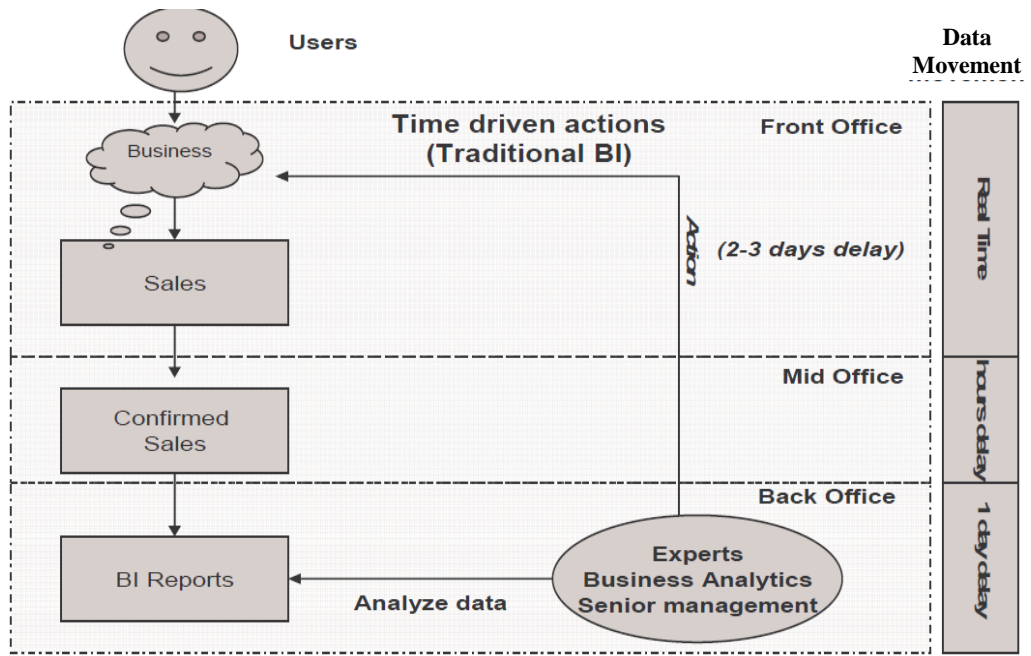 Users
Data
Movement
Time driven actions
(Traditional BI)
Front Office
Business
Real Time
Action
(2-3 days delay)
Sales
Mid Office
hours delay
Confirmed
Sales
Back Office
1 day delay
Experts
Business Analytics
Senior management
BI Reports
Analyze data